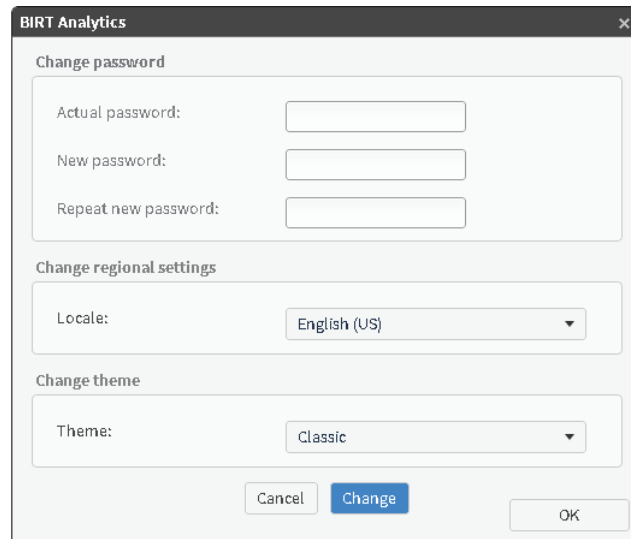 BIRT Analytics ×
Change password
Actual password:
New password:
Repeat new password:
Change regional settings
Locale: English (US)
Change theme
Theme: Classic
Cancel Change
OK